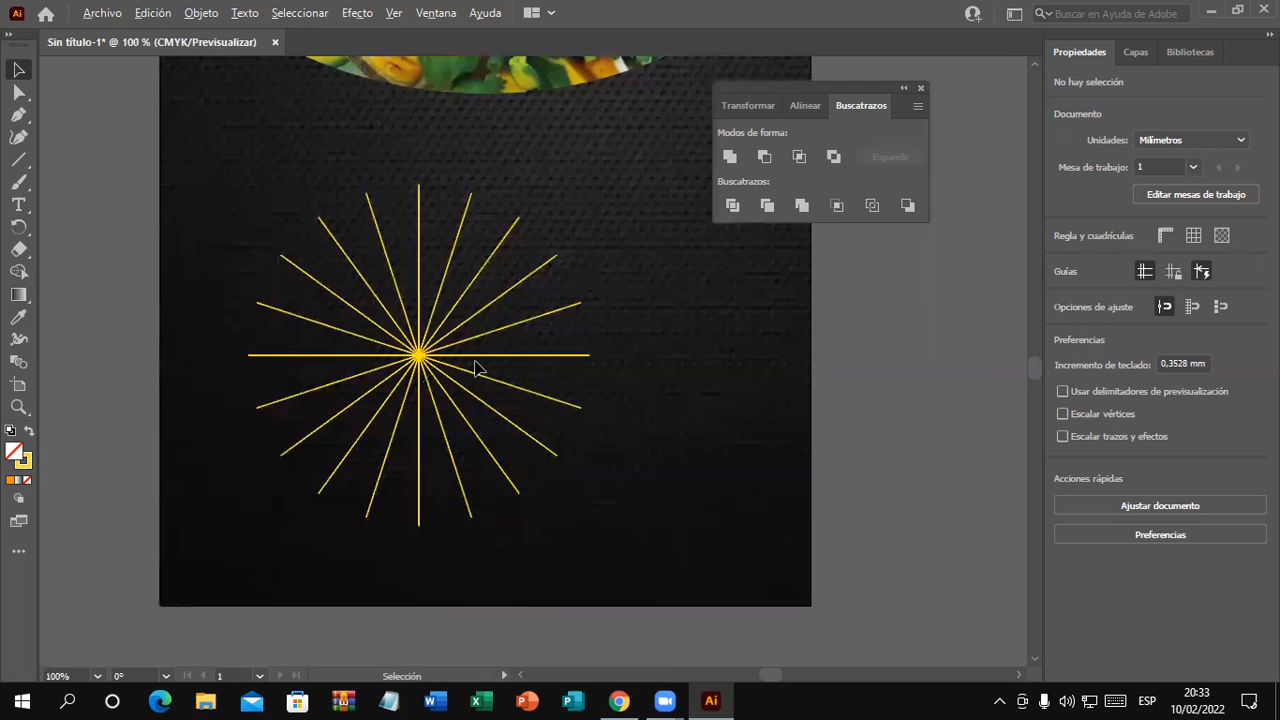 Ai
Archivo Edición Objeto Texto Seleccionar Efecto Ver Ventana Ayuda
Buscar en Ayuda de Adobe
Sin título-1* @ 100 % (CMYK/Previsualizar)
Propiedades Capas Bibliotecas
No hay selección
Transformar Alinear Buscatrazos
Documento
Modos de forma:
Unidades: Milímetros
Expandir
Mesa de trabajo: 1
Buscatrazos:
Editar mesas de trabajo
Regla y cuadrículas
Guías
Opciones de ajuste
Preferencias
Incremento de teclado: 0,3528 mm
Usar delimitadores de previsualización
Escalar vértices
Escalar trazos y efectos
Acciones rápidas
Ajustar documento
Preferencias
100% 0° 1 Selección
ESP
20:33
10/02/2022